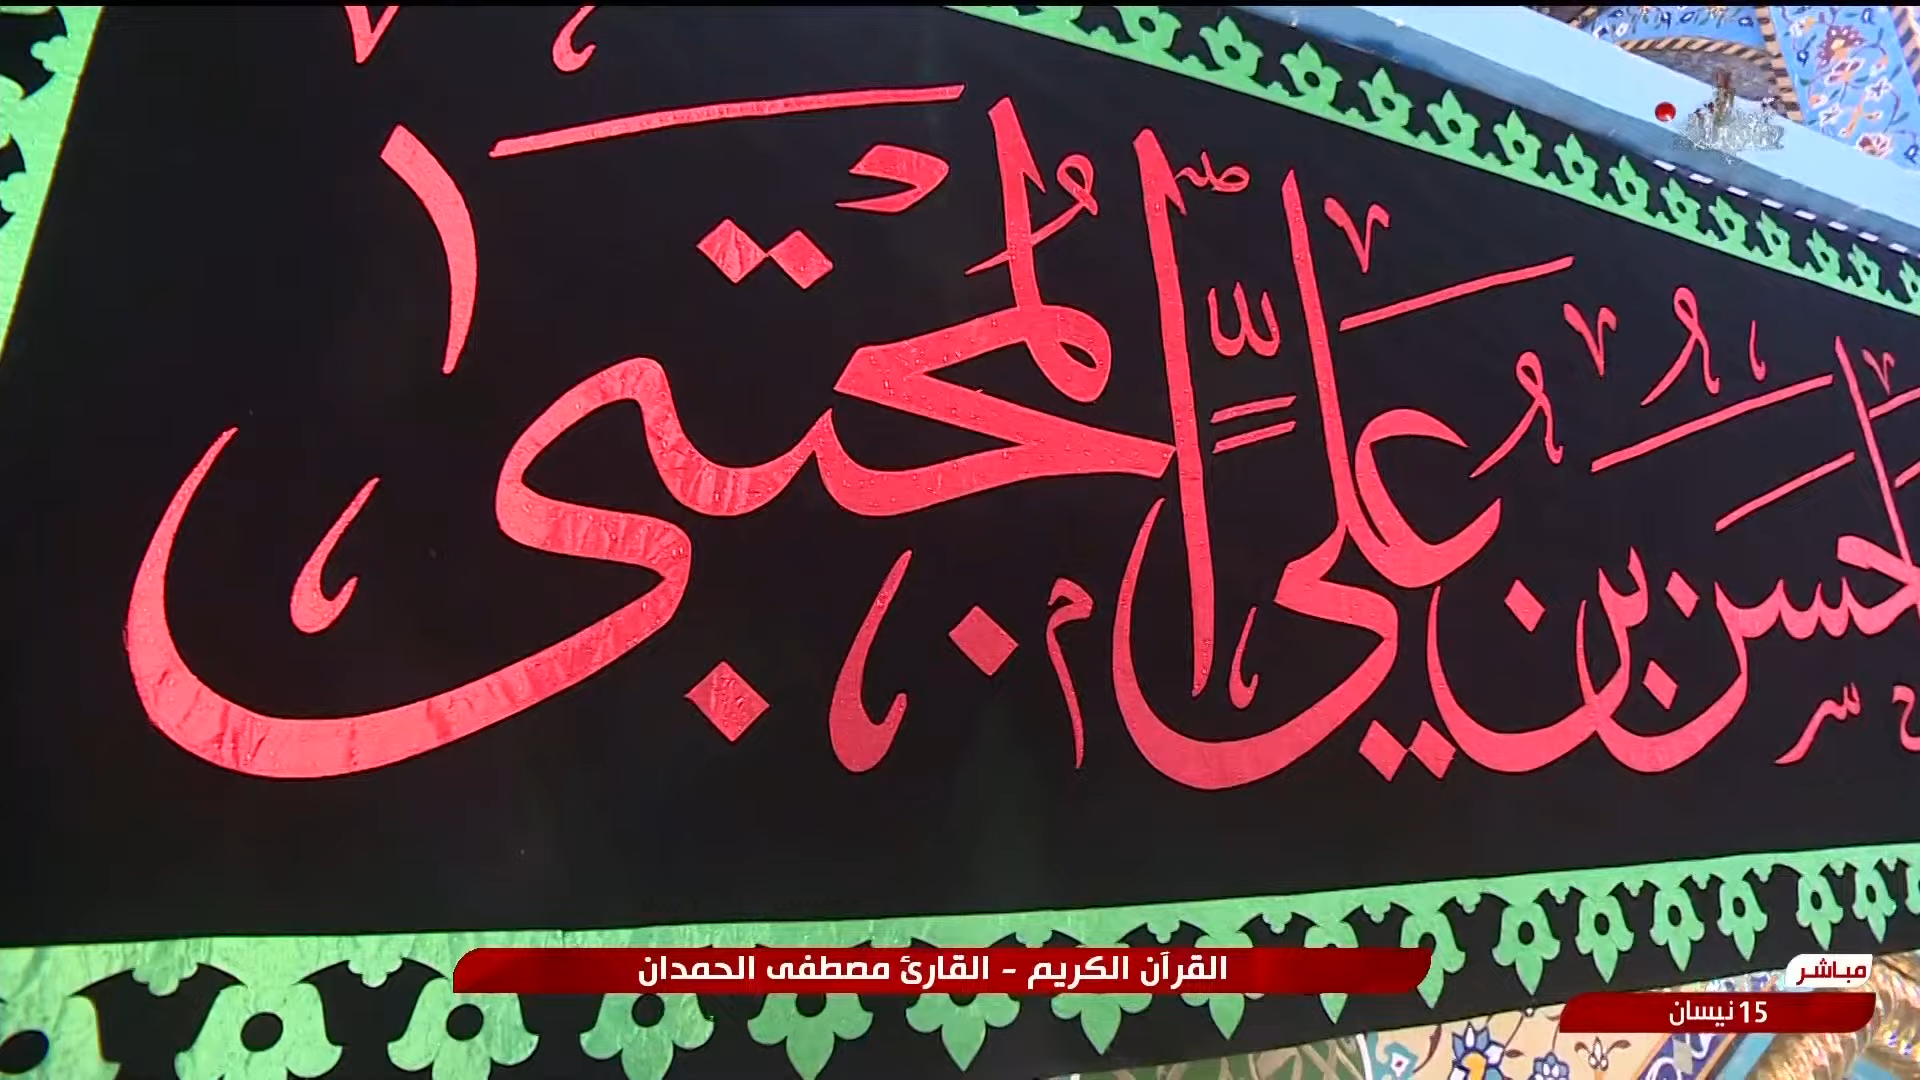 الحسن بن علي المجتبى
القرآن الكريم - القارئ مصطفى الحمدان
مباشر
15 نيسان